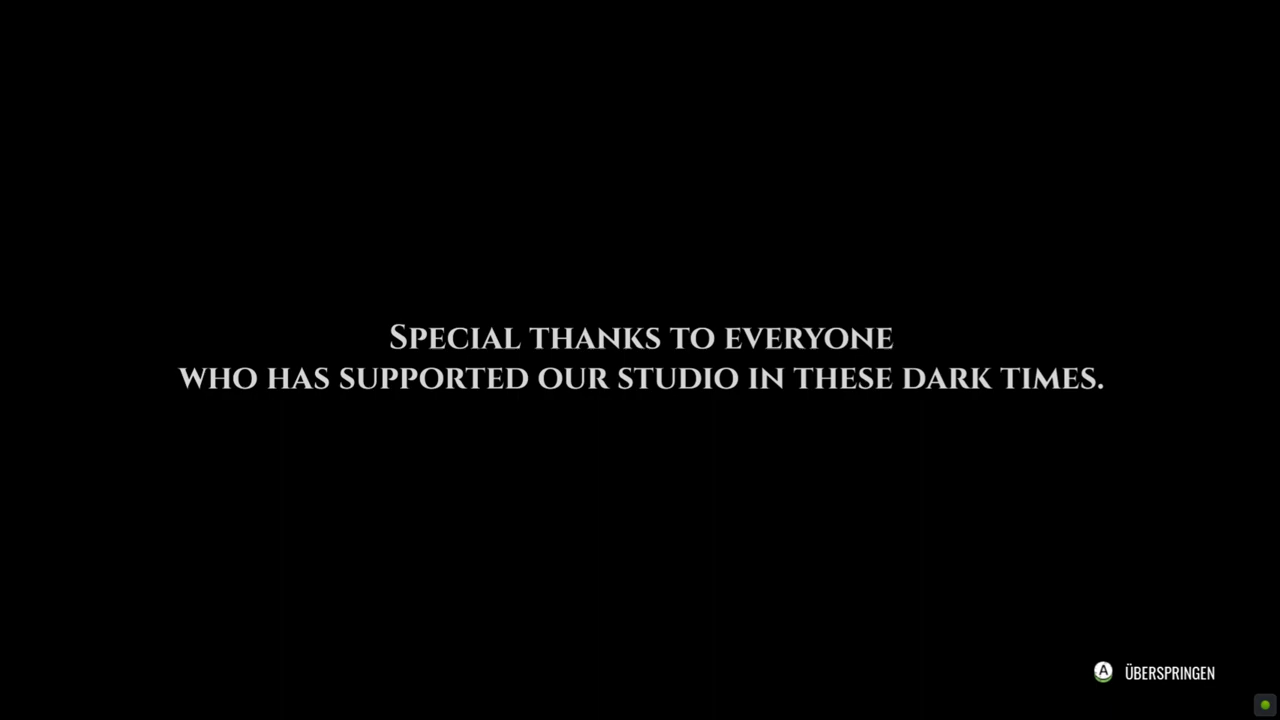 Special thanks to everyone
who has supported our studio in these dark times.
A ÜBERSPRINGEN